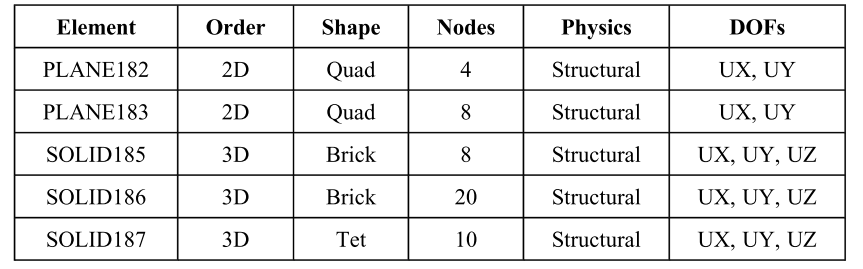 Element Order Shape Nodes Physics DOFs
PLANE182 2D Quad 4 Structural UX, UY
PLANE183 2D Quad 8 Structural UX, UY
SOLID185 3D Brick 8 Structural UX, UY, UZ
SOLID186 3D Brick 20 Structural UX, UY, UZ
SOLID187 3D Tet 10 Structural UX, UY, UZ